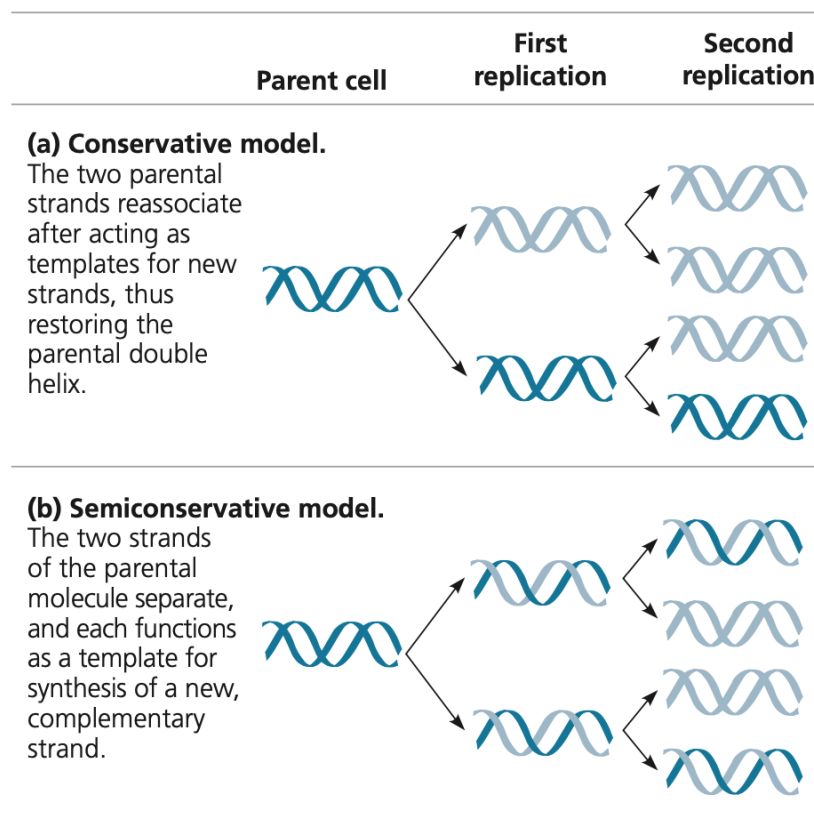 Parent cell
First
replication
Second
replication
(a) Conservative model.
The two parental
strands reassociate
after acting as
templates for new
strands, thus
restoring the
parental double
helix.
(b) Semiconservative model.
The two strands
of the parental
molecule separate,
and each functions
as a template for
synthesis of a new,
complementary
strand.